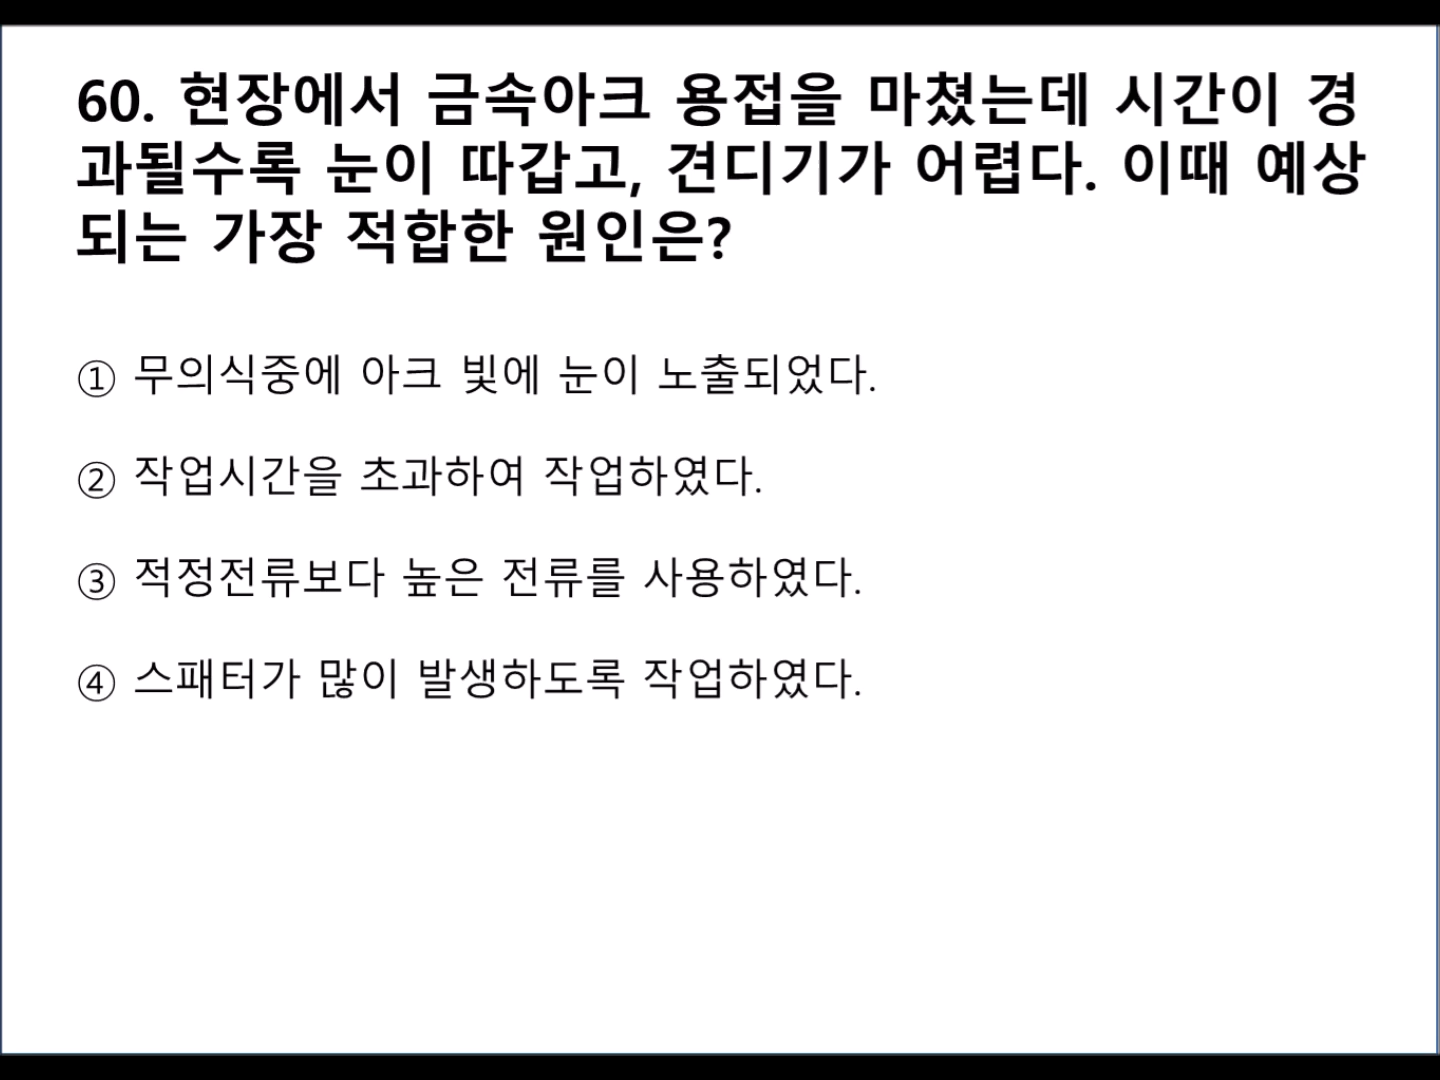 60. 현장에서 금속아크 용접을 마쳤는데 시간이 경
과될수록 눈이 따갑고, 견디기가 어렵다. 이때 예상
되는 가장 적합한 원인은?
① 무의식중에 아크 빛에 눈이 노출되었다.
② 작업시간을 초과하여 작업하였다.
③ 적정전류보다 높은 전류를 사용하였다.
④ 스패터가 많이 발생하도록 작업하였다.